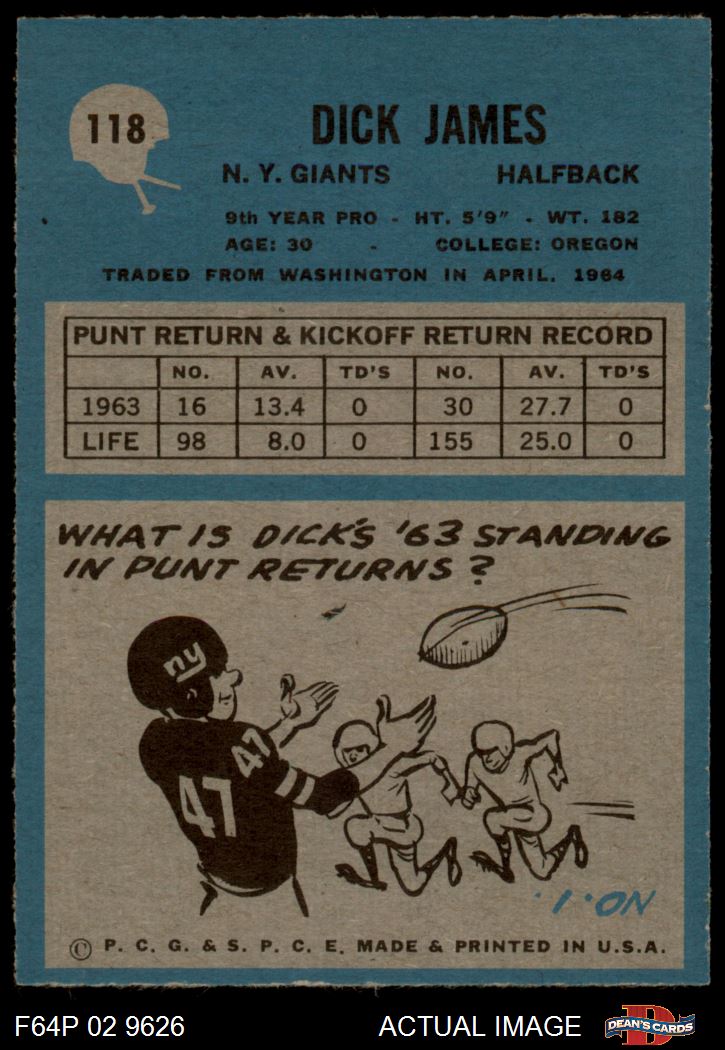 118
DICK JAMES
N. Y. GIANTS HALFBACK
9th YEAR PRO - HT. 5'9" - WT. 182
AGE: 30 - COLLEGE: OREGON
TRADED FROM WASHINGTON IN APRIL, 1964
PUNT RETURN & KICKOFF RETURN RECORD
NO. AV. TD'S NO. AV. TD'S
1963 16 13.4 0 30 27.7 0
LIFE 98 8.0 0 155 25.0 0
WHAT IS DICK'S '63 STANDING
IN PUNT RETURNS?
ny
47
47
NO. 1.
© P. C. G. & S. P. C. E. MADE & PRINTED IN U.S.A.
F64P 02 9626 ACTUAL IMAGE
DEAN'S CARDS